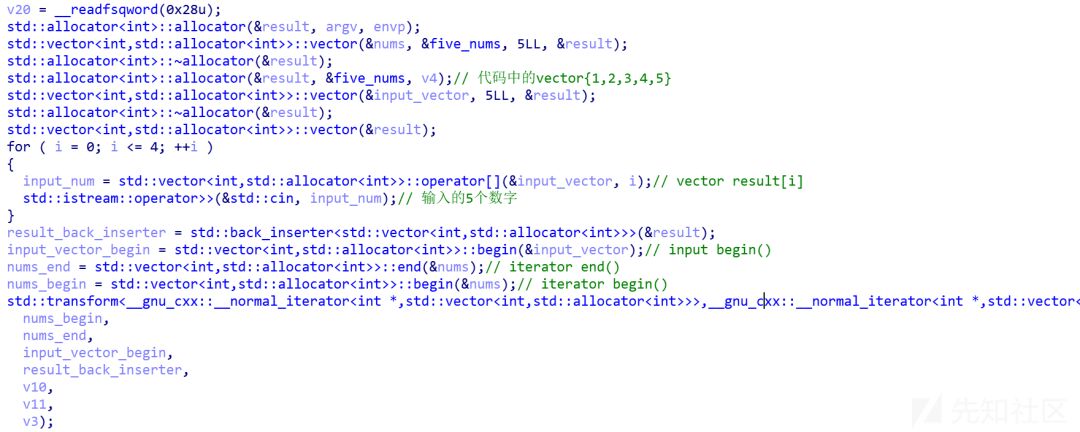 v20 = __readfsqword(0x28u);
std::allocator<int>::allocator(&result, argv, envp);
std::vector<int,std::allocator<int>>::vector(&nums, &five_nums, 5LL, &result);
std::allocator<int>::~allocator(&result);
std::allocator<int>::allocator(&result, &five_nums, v4);// 代码中的vector{1,2,3,4,5}
std::vector<int,std::allocator<int>>::vector(&input_vector, 5LL, &result);
std::allocator<int>::~allocator(&result);
std::vector<int,std::allocator<int>>::vector(&result);
for ( i = 0; i <= 4; ++i )
{
input_num = std::vector<int,std::allocator<int>>::operator[](&input_vector, i);// vector result[i]
std::istream::operator>>(&std::cin, input_num);// 输入的5个数字
}
result_back_inserter = std::back_inserter<std::vector<int,std::allocator<int>>>(&result);
input_vector_begin = std::vector<int,std::allocator<int>>::begin(&input_vector);// input begin()
nums_end = std::vector<int,std::allocator<int>>::end(&nums);// iterator end()
nums_begin = std::vector<int,std::allocator<int>>::begin(&nums);// iterator begin()
std::transform<__gnu_cxx::__normal_iterator<int *,std::vector<int,std::allocator<int>>>,__gnu_cxx::__normal_iterator<int *,std::vector<
nums_begin,
nums_end,
input_vector_begin,
result_back_inserter,
v10,
v11,
v3);
先知社区